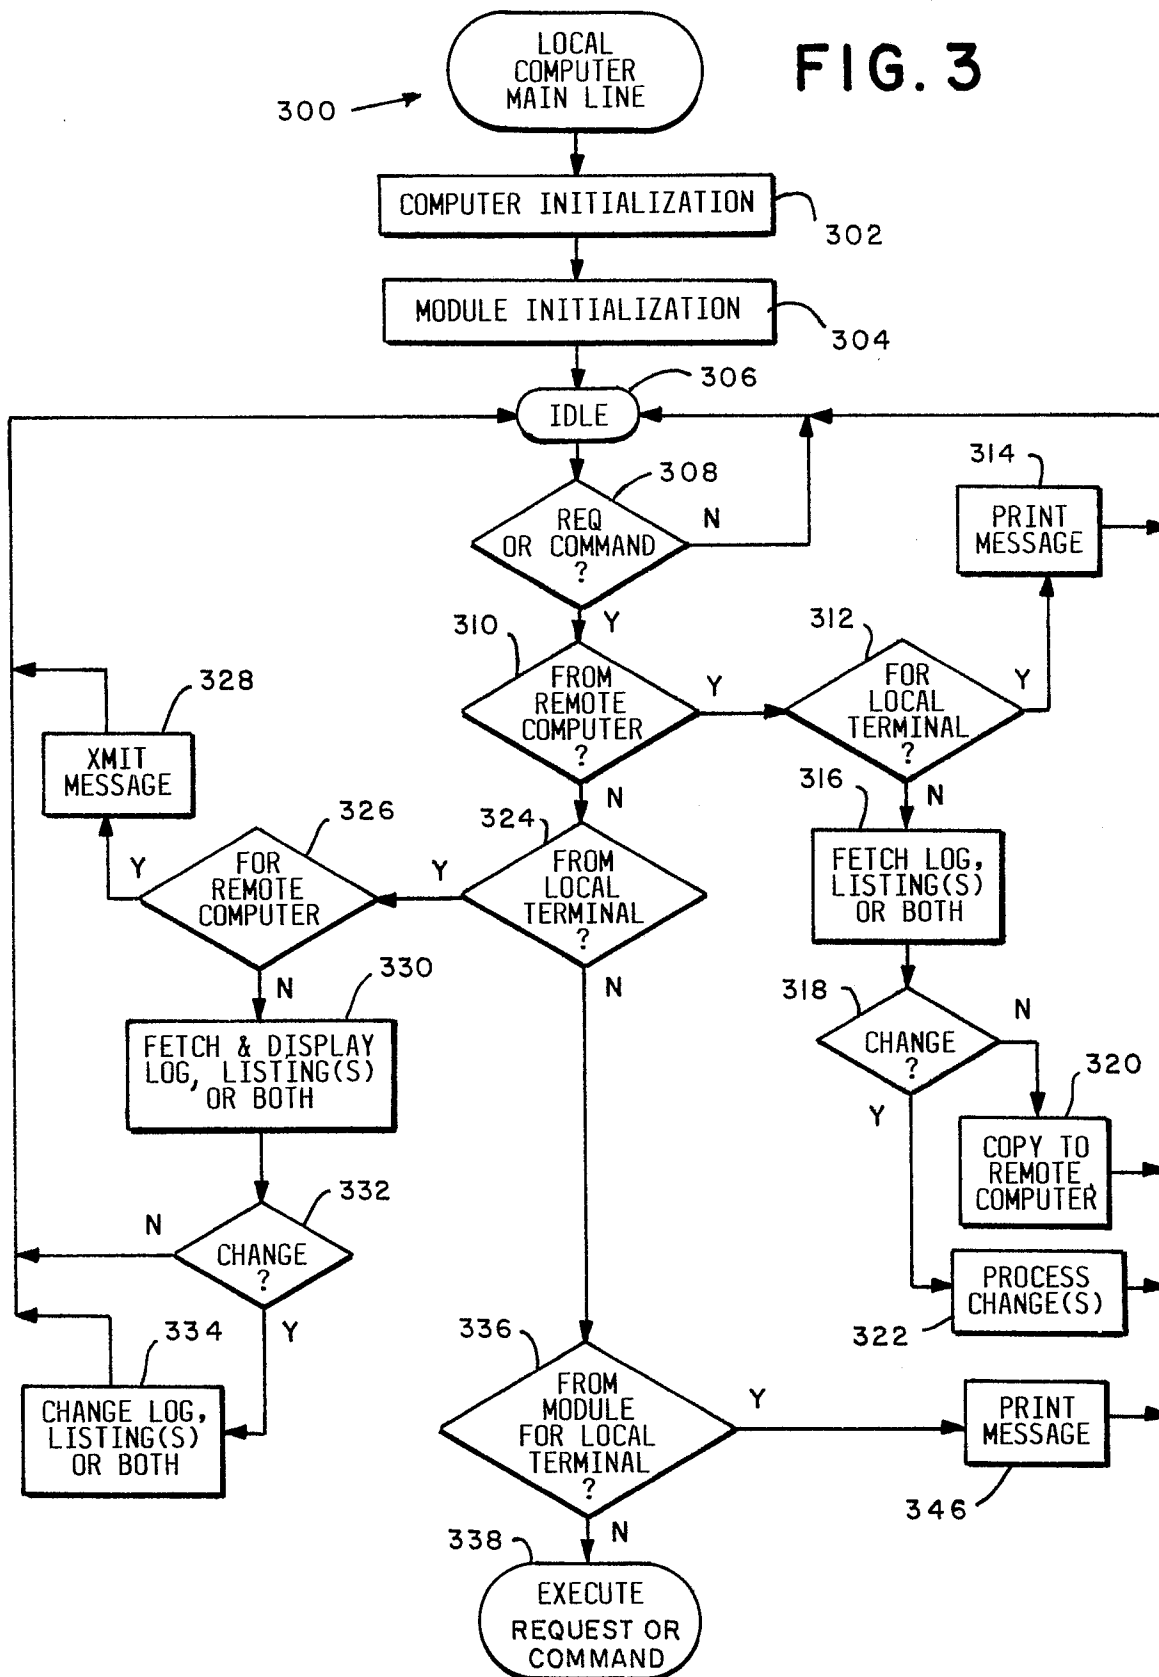 LOCAL
COMPUTER
MAIN LINE
FIG. 3
300
COMPUTER INITIALIZATION
302
MODULE INITIALIZATION
304
306
IDLE
308
REQ
OR COMMAND
?
N
Y
314
PRINT
MESSAGE
310
FROM
REMOTE
COMPUTER
?
Y
N
312
FOR
LOCAL
TERMINAL
?
Y
N
328
XMIT
MESSAGE
316
FETCH LOG,
LISTING(S)
OR BOTH
326
FOR
REMOTE
COMPUTER
Y
N
324
FROM
LOCAL
TERMINAL
?
Y
N
330
FETCH & DISPLAY
LOG, LISTING(S)
OR BOTH
318
CHANGE
?
N
Y
320
COPY TO
REMOTE
COMPUTER
332
CHANGE
?
N
Y
PROCESS
CHANGE(S)
322
334
CHANGE LOG,
LISTING(S)
OR BOTH
336
FROM
MODULE
FOR LOCAL
TERMINAL
?
Y
N
PRINT
MESSAGE
346
338
EXECUTE
REQUEST OR
COMMAND